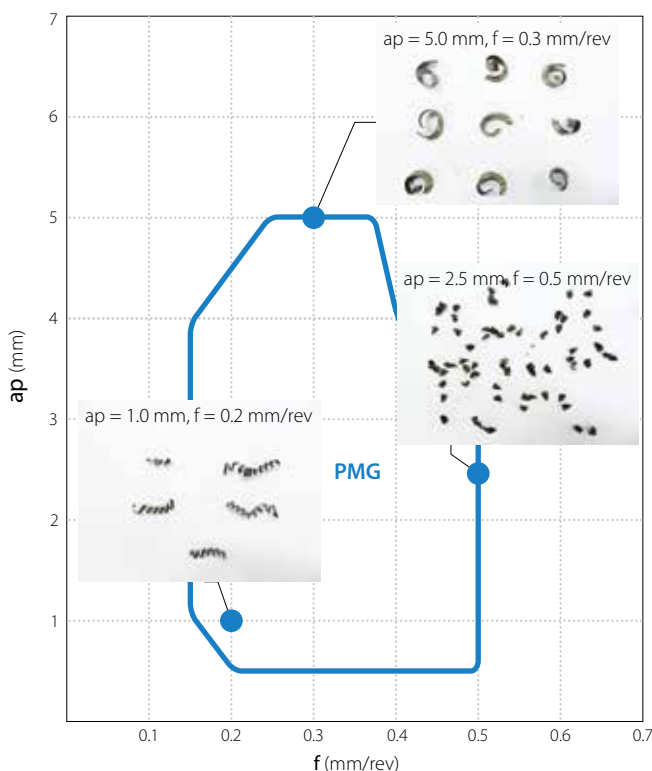 7
ap = 5.0 mm, f = 0.3 mm/rev
6
5
ap = 2.5 mm, f = 0.5 mm/rev
4
ap (mm)
3
ap = 1.0 mm, f = 0.2 mm/rev
PMG
2
1
0.1 0.2 0.3 0.4 0.5 0.6 0.7
f (mm/rev)